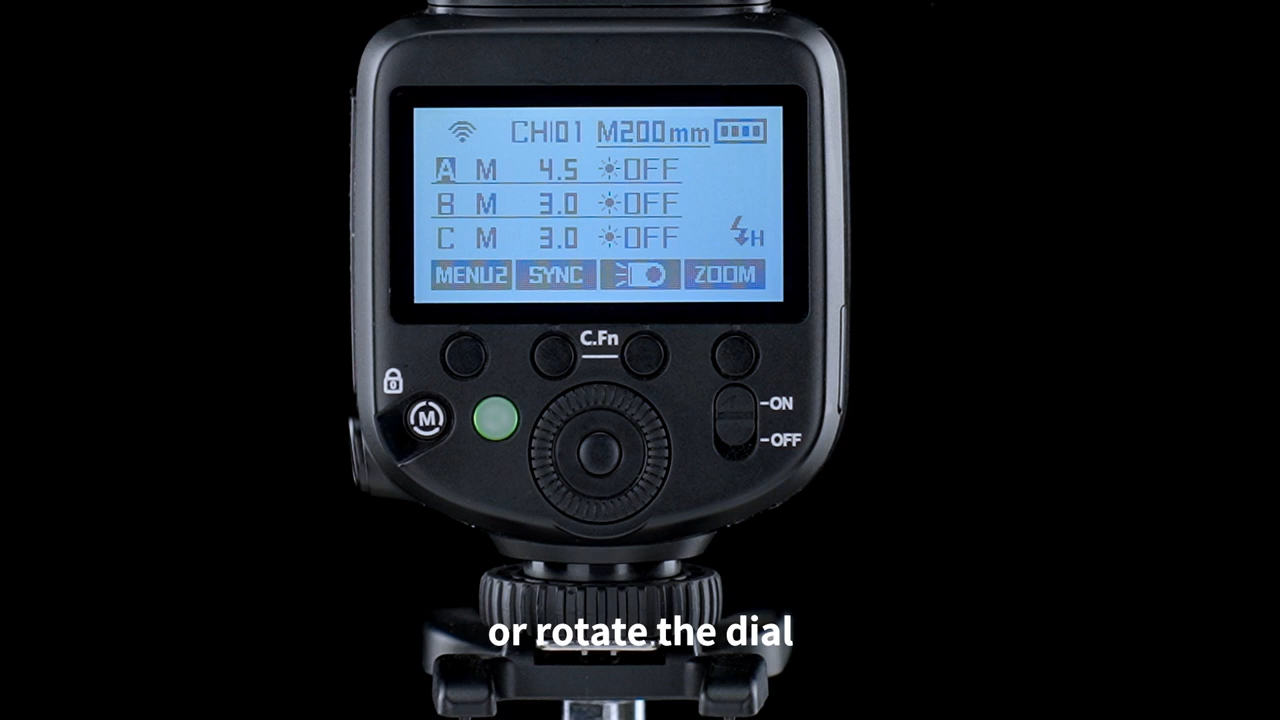 CH01 M200mm
A M 4.5 OFF
B M 3.0 OFF
C M 3.0 OFF
H
MENU2 SYNC ZOOM
C.Fn
M
-ON
-OFF
or rotate the dial